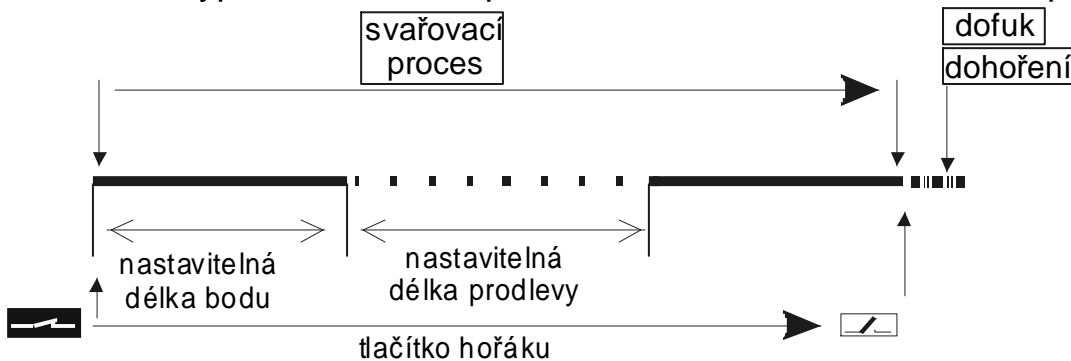 svařovací
proces
dofuk
dohoření
nastavitelná
délka bodu
nastavitelná
délka prodlevy
tlačítko hořáku